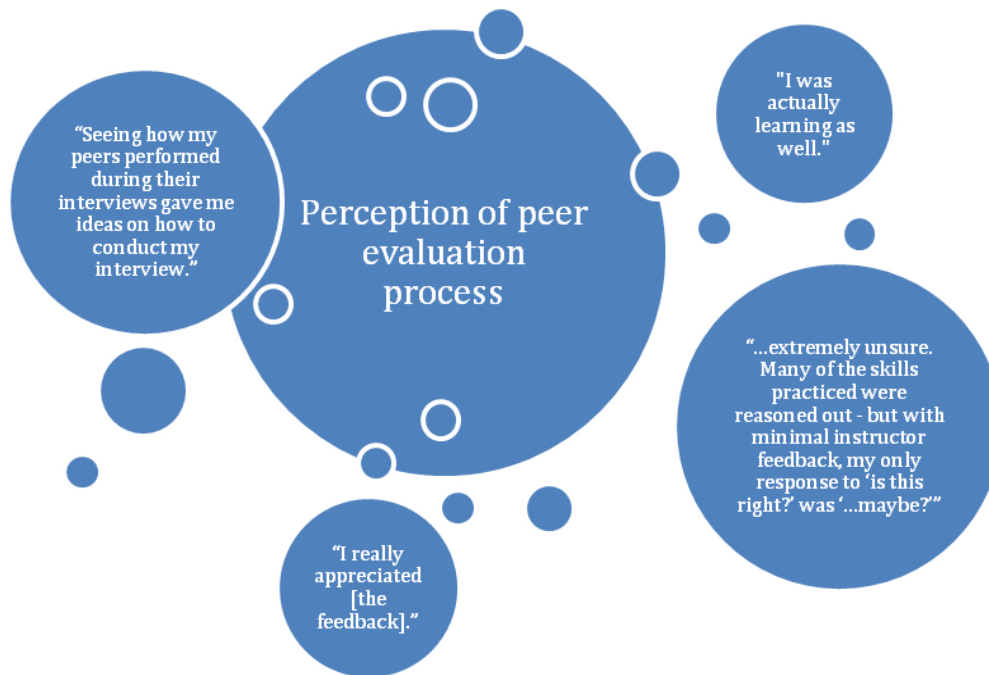 “Seeing how my
peers performed
during their
interviews gave me
ideas on how to
conduct my
interview.”
Perception of peer
evaluation
process
"I was
actually
learning as
well."
“...extremely unsure.
Many of the skills
practiced were
reasoned out - but with
minimal instructor
feedback, my only
response to ‘is this
right?’ was ‘...maybe?’”
“I really
appreciated
[the
feedback].”